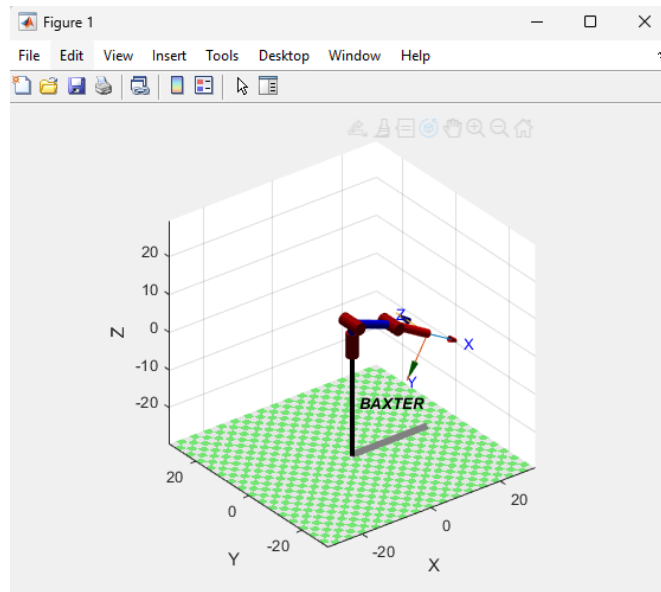 Figure 1
File Edit View Insert Tools Desktop Window Help
20
10
0
-10
-20
Z
Z
X
Y
BAXTER
20
0
-20
Y
20
0
-20
X